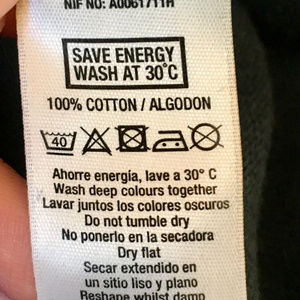 NIF NO: A0061711H
SAVE ENERGY
WASH AT 30°C
100% COTTON / ALGODON
40
Ahorre energía, lave a 30° C
Wash deep colours together
Lavar juntos los colores oscuros
Do not tumble dry
No ponerlo en la secadora
Dry flat
Secar extendido en
un sitio liso y plano
Reshape whilst damp